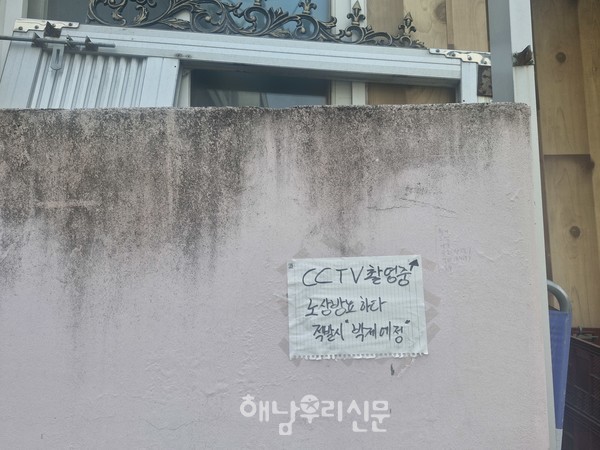 CCTV촬영중
노상방뇨 하다
적발시 "박제 예정"
해남우리신문